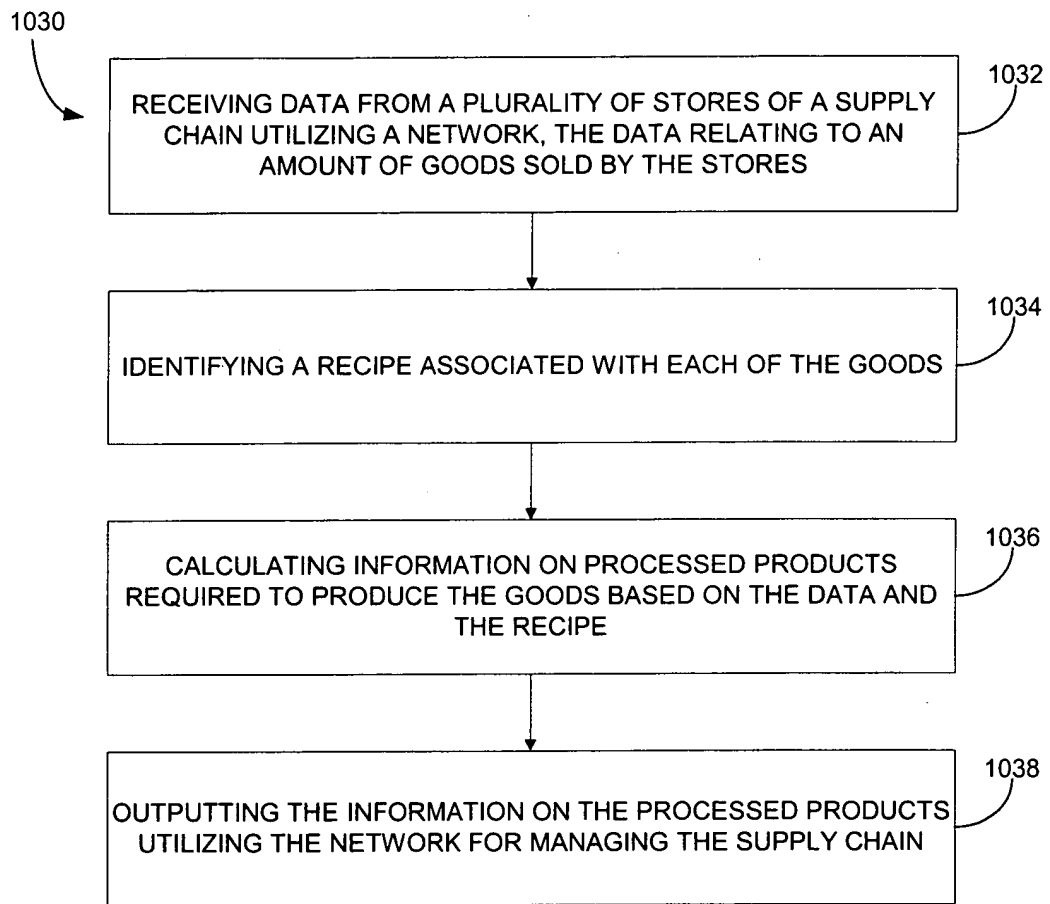 1030
1032
RECEIVING DATA FROM A PLURALITY OF STORES OF A SUPPLY
CHAIN UTILIZING A NETWORK, THE DATA RELATING TO AN
AMOUNT OF GOODS SOLD BY THE STORES
1034
IDENTIFYING A RECIPE ASSOCIATED WITH EACH OF THE GOODS
1036
CALCULATING INFORMATION ON PROCESSED PRODUCTS
REQUIRED TO PRODUCE THE GOODS BASED ON THE DATA AND
THE RECIPE
1038
OUTPUTTING THE INFORMATION ON THE PROCESSED PRODUCTS
UTILIZING THE NETWORK FOR MANAGING THE SUPPLY CHAIN